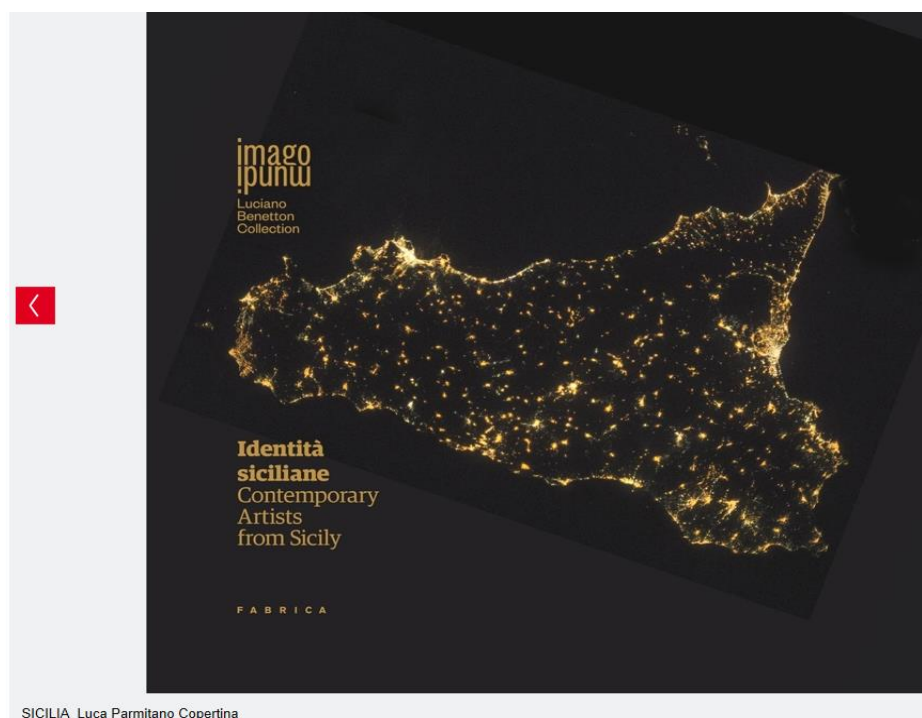 imago
mundi
Luciano
Benetton
Collection
Identità
siciliane
Contemporary
Artists
from Sicily
FABRICA
SICILIA Luca Parmitano Copertina